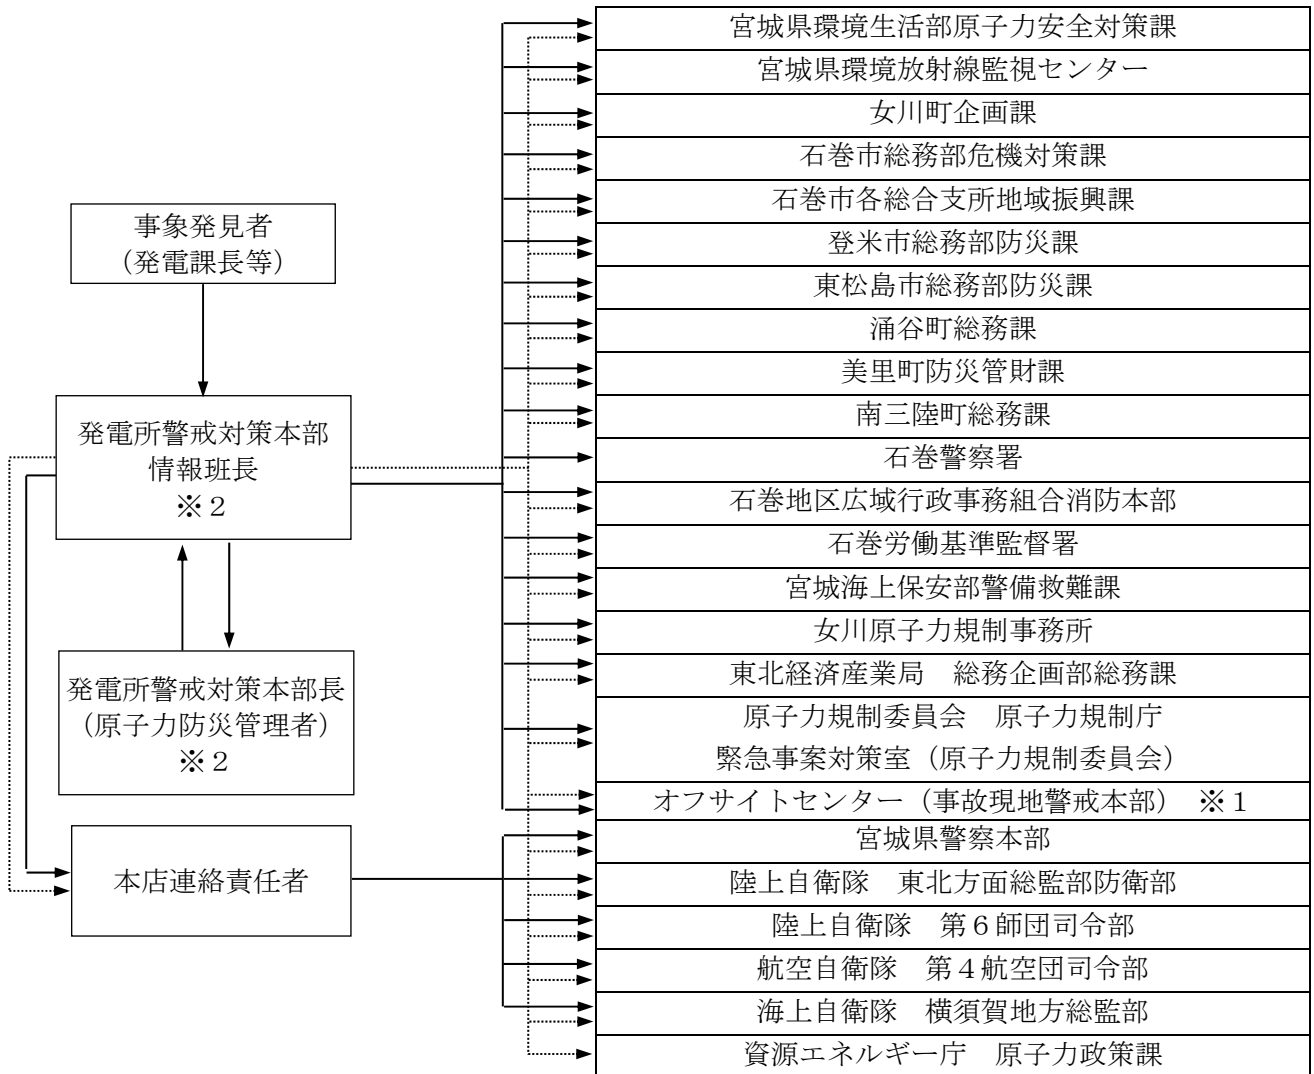 事象発見者
（発電課長等）
発電所警戒対策本部
情報班長
※２
発電所警戒対策本部長
（原子力防災管理者）
※２
本店連絡責任者
宮城県環境生活部原子力安全対策課
宮城県環境放射線監視センター
女川町企画課
石巻市総務部危機対策課
石巻市各総合支所地域振興課
登米市総務部防災課
東松島市総務部防災課
涌谷町総務課
美里町防災管財課
南三陸町総務課
石巻警察署
石巻地区広域行政事務組合消防本部
石巻労働基準監督署
宮城海上保安部警備救難課
女川原子力規制事務所
東北経済産業局　総務企画部総務課
原子力規制委員会　原子力規制庁
緊急事案対策室（原子力規制委員会）
オフサイトセンター（事故現地警戒本部）　※１
宮城県警察本部
陸上自衛隊　東北方面総監部防衛部
陸上自衛隊　第６師団司令部
航空自衛隊　第４航空団司令部
海上自衛隊　横須賀地方総監部
資源エネルギー庁　原子力政策課